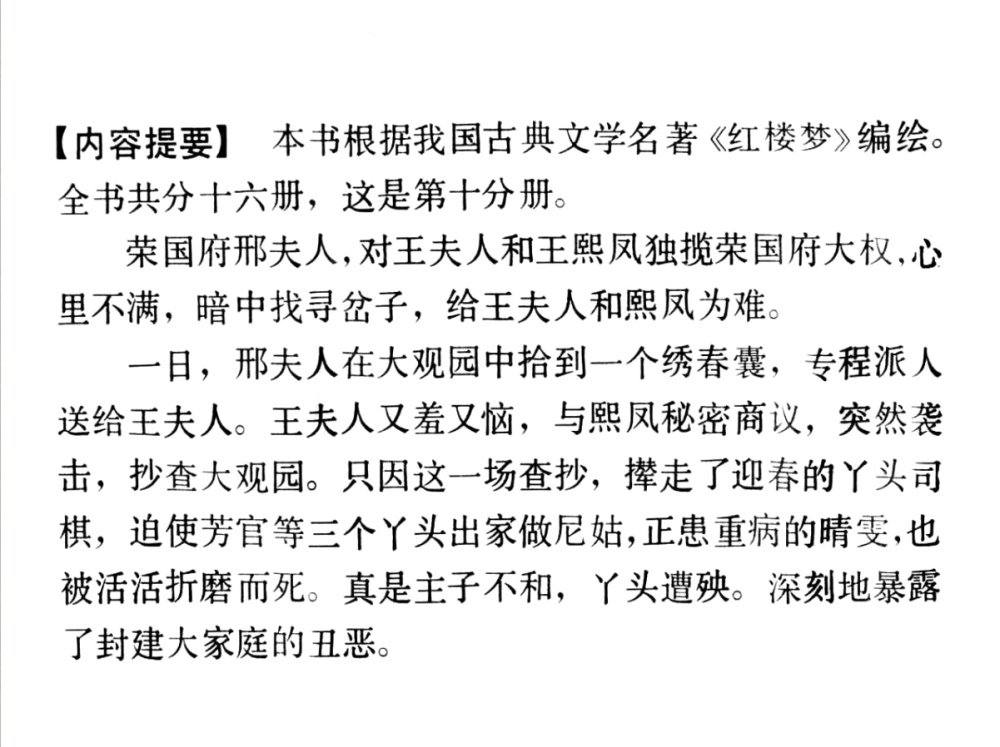 【内容提要】 本书根据我国古典文学名著《红楼梦》编绘。
全书共分十六册，这是第十分册。
荣国府邢夫人，对王夫人和王熙凤独揽荣国府大权，心
里不满，暗中找寻岔子，给王夫人和熙凤为难。
一日，邢夫人在大观园中拾到一个绣春囊，专程派人
送给王夫人。王夫人又羞又恼，与熙凤秘密商议，突然袭
击，抄查大观园。只因这一场查抄，撵走了迎春的丫头司
棋，迫使芳官等三个丫头出家做尼姑，正患重病的晴雯，也
被活活折磨而死。真是主子不和，丫头遭殃。深刻地暴露
了封建大家庭的丑恶。